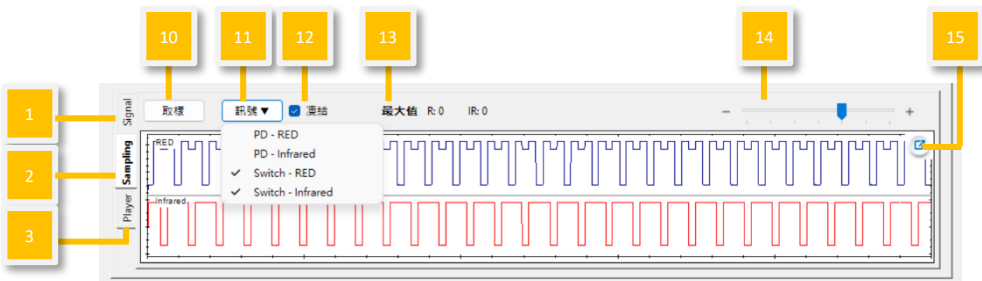 10
11
12
13
14
15
1
2
3
Signal
Sampling
Player
取樣
訊號▼
凍結
最大值 R: 0 IR: 0
− +
PD - RED
PD - Infrared
✓ Switch - RED
✓ Switch - Infrared
RED
Infrared